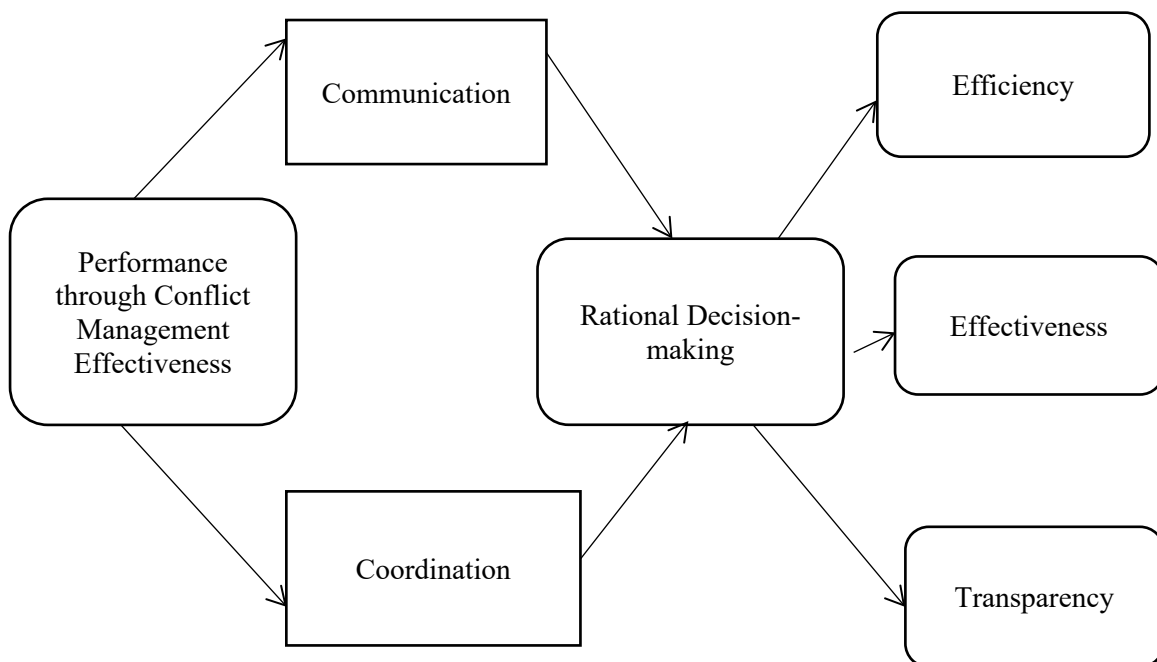 Communication
Efficiency
Performance
through Conflict
Management
Effectiveness
Rational Decision-
making
Effectiveness
Coordination
Transparency